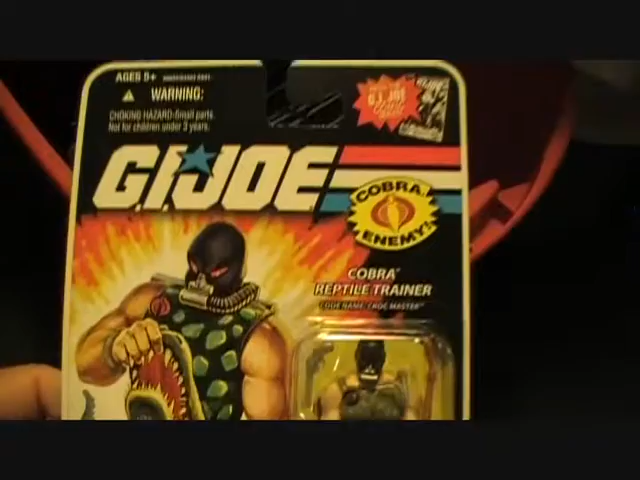 AGES 5+
WARNING:
CHOKING HAZARD-Small parts.
Not for children under 3 years.
G.I. JOE
G.I. JOE
COBRA
ENEMY!
COBRA
REPTILE TRAINER
CODE NAME: CROC MASTER